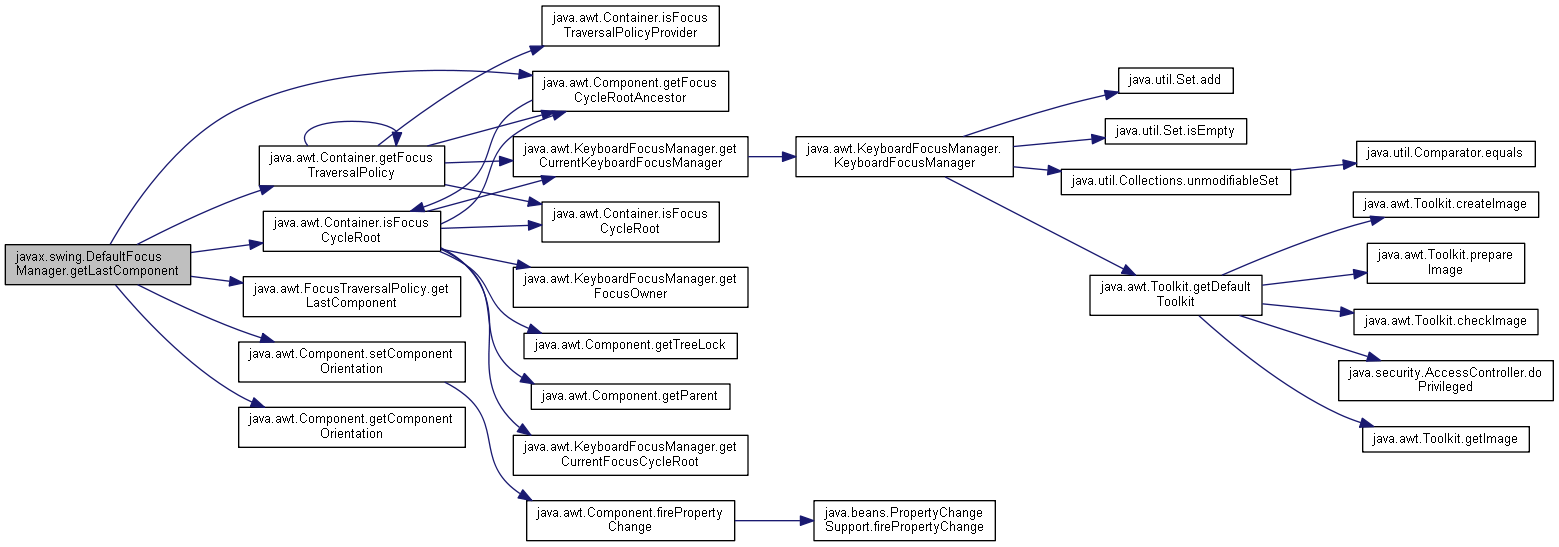 javax.swing.DefaultFocus
Manager.getLastComponent
java.awt.Container.getFocus
TraversalPolicy
java.awt.Container.isFocus
CycleRoot
java.awt.FocusTraversalPolicy.get
LastComponent
java.awt.Component.setComponent
Orientation
java.awt.Component.getComponent
Orientation
java.awt.Container.isFocus
TraversalPolicyProvider
java.awt.Component.getFocus
CycleRootAncestor
java.awt.KeyboardFocusManager.get
CurrentKeyboardFocusManager
java.awt.Container.isFocus
CycleRoot
java.awt.KeyboardFocusManager.get
FocusOwner
java.awt.Component.getTreeLock
java.awt.Component.getParent
java.awt.KeyboardFocusManager.get
CurrentFocusCycleRoot
java.awt.Component.fireProperty
Change
java.awt.KeyboardFocusManager.
KeyboardFocusManager
java.beans.PropertyChange
Support.firePropertyChange
java.util.Set.add
java.util.Set.isEmpty
java.util.Collections.unmodifiableSet
java.awt.Toolkit.getDefault
Toolkit
java.util.Comparator.equals
java.awt.Toolkit.createImage
java.awt.Toolkit.prepare
Image
java.awt.Toolkit.checkImage
java.security.AccessController.do
Privileged
java.awt.Toolkit.getImage